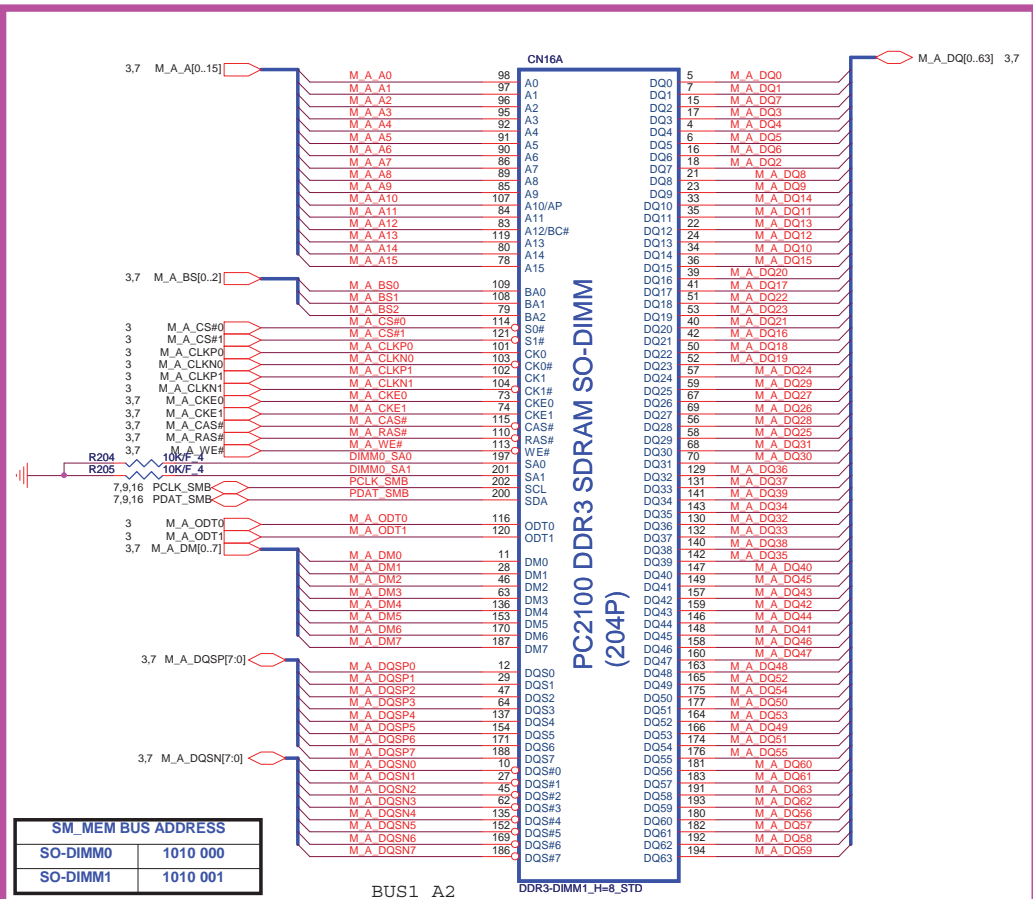 CN16A
3,7 M_A_A[0..15]
M_A_A0 98 A0
M_A_A1 97 A1
M_A_A2 96 A2
M_A_A3 95 A3
M_A_A4 92 A4
M_A_A5 91 A5
M_A_A6 90 A6
M_A_A7 86 A7
M_A_A8 89 A8
M_A_A9 85 A9
M_A_A10 107 A10/AP
M_A_A11 84 A11
M_A_A12 83 A12/BC#
M_A_A13 119 A13
M_A_A14 80 A14
M_A_A15 78 A15
3,7 M_A_BS[0..2]
M_A_BS0 109 BA0
M_A_BS1 108 BA1
M_A_BS2 79 BA2
3 M_A_CS#0 M_A_CS#0 114 S0#
3 M_A_CS#1 M_A_CS#1 121 S1#
3 M_A_CLKP0 M_A_CLKP0 101 CK0
3 M_A_CLKN0 M_A_CLKN0 103 CK0#
3 M_A_CLKP1 M_A_CLKP1 102 CK1
3 M_A_CLKN1 M_A_CLKN1 104 CK1#
3,7 M_A_CKE0 M_A_CKE0 73 CKE0
3,7 M_A_CKE1 M_A_CKE1 74 CKE1
3,7 M_A_CAS# M_A_CAS# 115 CAS#
3,7 M_A_RAS# M_A_RAS# 110 RAS#
3,7 M_A_WE# M_A_WE# 113 WE#
R204 10K/F_4 DIMM0_SA0 197 SA0
R205 10K/F_4 DIMM0_SA1 201 SA1
7,9,16 PCLK_SMB PCLK_SMB 202 SCL
7,9,16 PDAT_SMB PDAT_SMB 200 SDA
3 M_A_ODT0 M_A_ODT0 116 ODT0
3 M_A_ODT1 M_A_ODT1 120 ODT1
3,7 M_A_DM[0..7]
M_A_DM0 11 DM0
M_A_DM1 28 DM1
M_A_DM2 46 DM2
M_A_DM3 63 DM3
M_A_DM4 136 DM4
M_A_DM5 153 DM5
M_A_DM6 170 DM6
M_A_DM7 187 DM7
3,7 M_A_DQSP[7:0]
M_A_DQSP0 12 DQS0
M_A_DQSP1 29 DQS1
M_A_DQSP2 47 DQS2
M_A_DQSP3 64 DQS3
M_A_DQSP4 137 DQS4
M_A_DQSP5 154 DQS5
M_A_DQSP6 171 DQS6
M_A_DQSP7 188 DQS7
3,7 M_A_DQSN[7:0]
M_A_DQSN0 10 DQS#0
M_A_DQSN1 27 DQS#1
M_A_DQSN2 45 DQS#2
M_A_DQSN3 62 DQS#3
M_A_DQSN4 135 DQS#4
M_A_DQSN5 152 DQS#5
M_A_DQSN6 169 DQS#6
M_A_DQSN7 186 DQS#7
PC2100 DDR3 SDRAM SO-DIMM
(204P)
M_A_DQ[0..63] 3,7
DQ0 5 M_A_DQ0
DQ1 7 M_A_DQ1
DQ2 15 M_A_DQ7
DQ3 17 M_A_DQ3
DQ4 4 M_A_DQ4
DQ5 6 M_A_DQ5
DQ6 16 M_A_DQ6
DQ7 18 M_A_DQ2
DQ8 21 M_A_DQ8
DQ9 23 M_A_DQ9
DQ10 33 M_A_DQ14
DQ11 35 M_A_DQ11
DQ12 22 M_A_DQ13
DQ13 24 M_A_DQ12
DQ14 34 M_A_DQ10
DQ15 36 M_A_DQ15
DQ16 39 M_A_DQ20
DQ17 41 M_A_DQ17
DQ18 51 M_A_DQ22
DQ19 53 M_A_DQ23
DQ20 40 M_A_DQ21
DQ21 42 M_A_DQ16
DQ22 50 M_A_DQ18
DQ23 52 M_A_DQ19
DQ24 57 M_A_DQ24
DQ25 59 M_A_DQ29
DQ26 67 M_A_DQ27
DQ27 69 M_A_DQ26
DQ28 56 M_A_DQ28
DQ29 58 M_A_DQ25
DQ30 68 M_A_DQ31
DQ31 70 M_A_DQ30
DQ32 129 M_A_DQ36
DQ33 131 M_A_DQ37
DQ34 141 M_A_DQ39
DQ35 143 M_A_DQ34
DQ36 130 M_A_DQ32
DQ37 132 M_A_DQ33
DQ38 140 M_A_DQ38
DQ39 142 M_A_DQ35
DQ40 147 M_A_DQ40
DQ41 149 M_A_DQ45
DQ42 157 M_A_DQ43
DQ43 159 M_A_DQ42
DQ44 146 M_A_DQ44
DQ45 148 M_A_DQ41
DQ46 158 M_A_DQ46
DQ47 160 M_A_DQ47
DQ48 163 M_A_DQ48
DQ49 165 M_A_DQ52
DQ50 175 M_A_DQ54
DQ51 177 M_A_DQ50
DQ52 164 M_A_DQ53
DQ53 166 M_A_DQ49
DQ54 174 M_A_DQ51
DQ55 176 M_A_DQ55
DQ56 181 M_A_DQ60
DQ57 183 M_A_DQ61
DQ58 191 M_A_DQ63
DQ59 193 M_A_DQ62
DQ60 180 M_A_DQ56
DQ61 182 M_A_DQ57
DQ62 192 M_A_DQ58
DQ63 194 M_A_DQ59
DDR3-DIMM1_H=8_STD
SM_MEM BUS ADDRESS
SO-DIMM0 1010 000
SO-DIMM1 1010 001
BUS1 A2